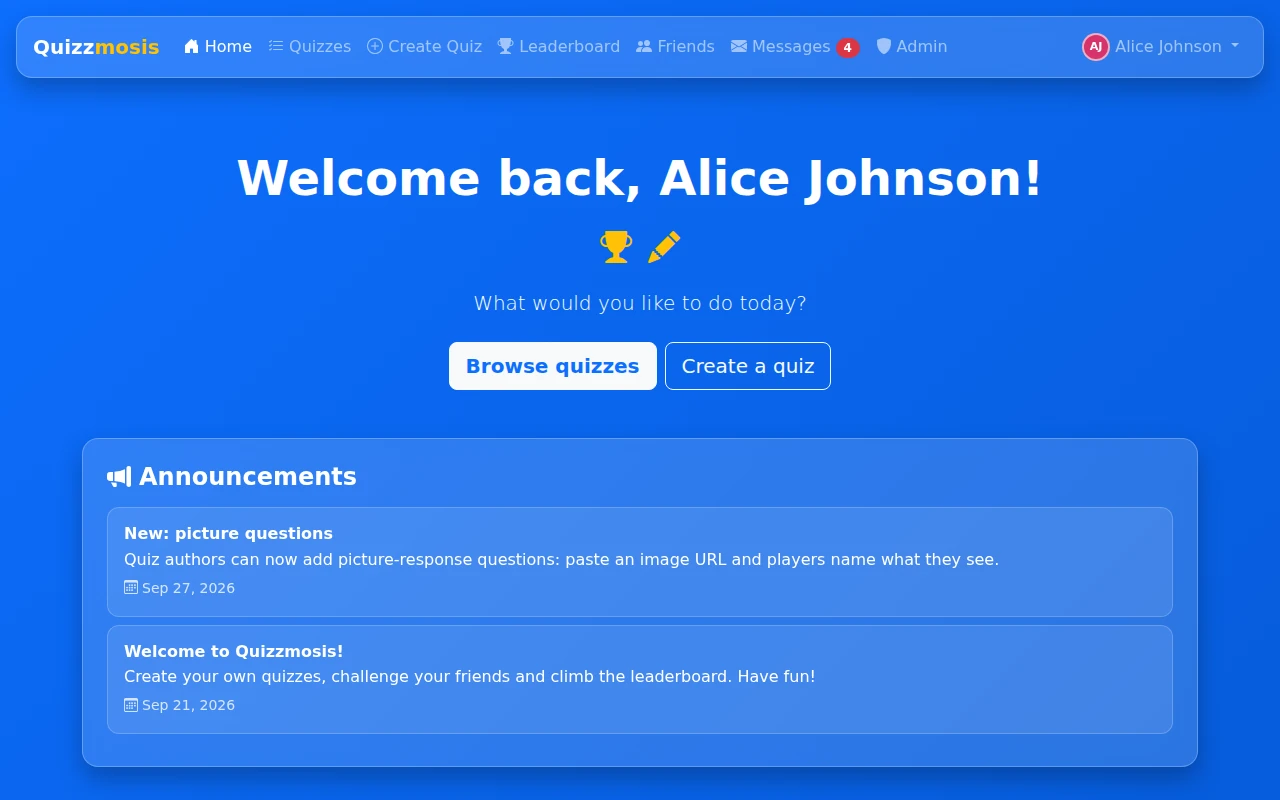 Quizzmosis Home Quizzes Create Quiz Leaderboard Friends Messages 4 Admin AJ Alice Johnson
Welcome back, Alice Johnson!
What would you like to do today?
Browse quizzes Create a quiz
Announcements
New: picture questions
Quiz authors can now add picture-response questions: paste an image URL and players name what they see.
Sep 27, 2026
Welcome to Quizzmosis!
Create your own quizzes, challenge your friends and climb the leaderboard. Have fun!
Sep 21, 2026